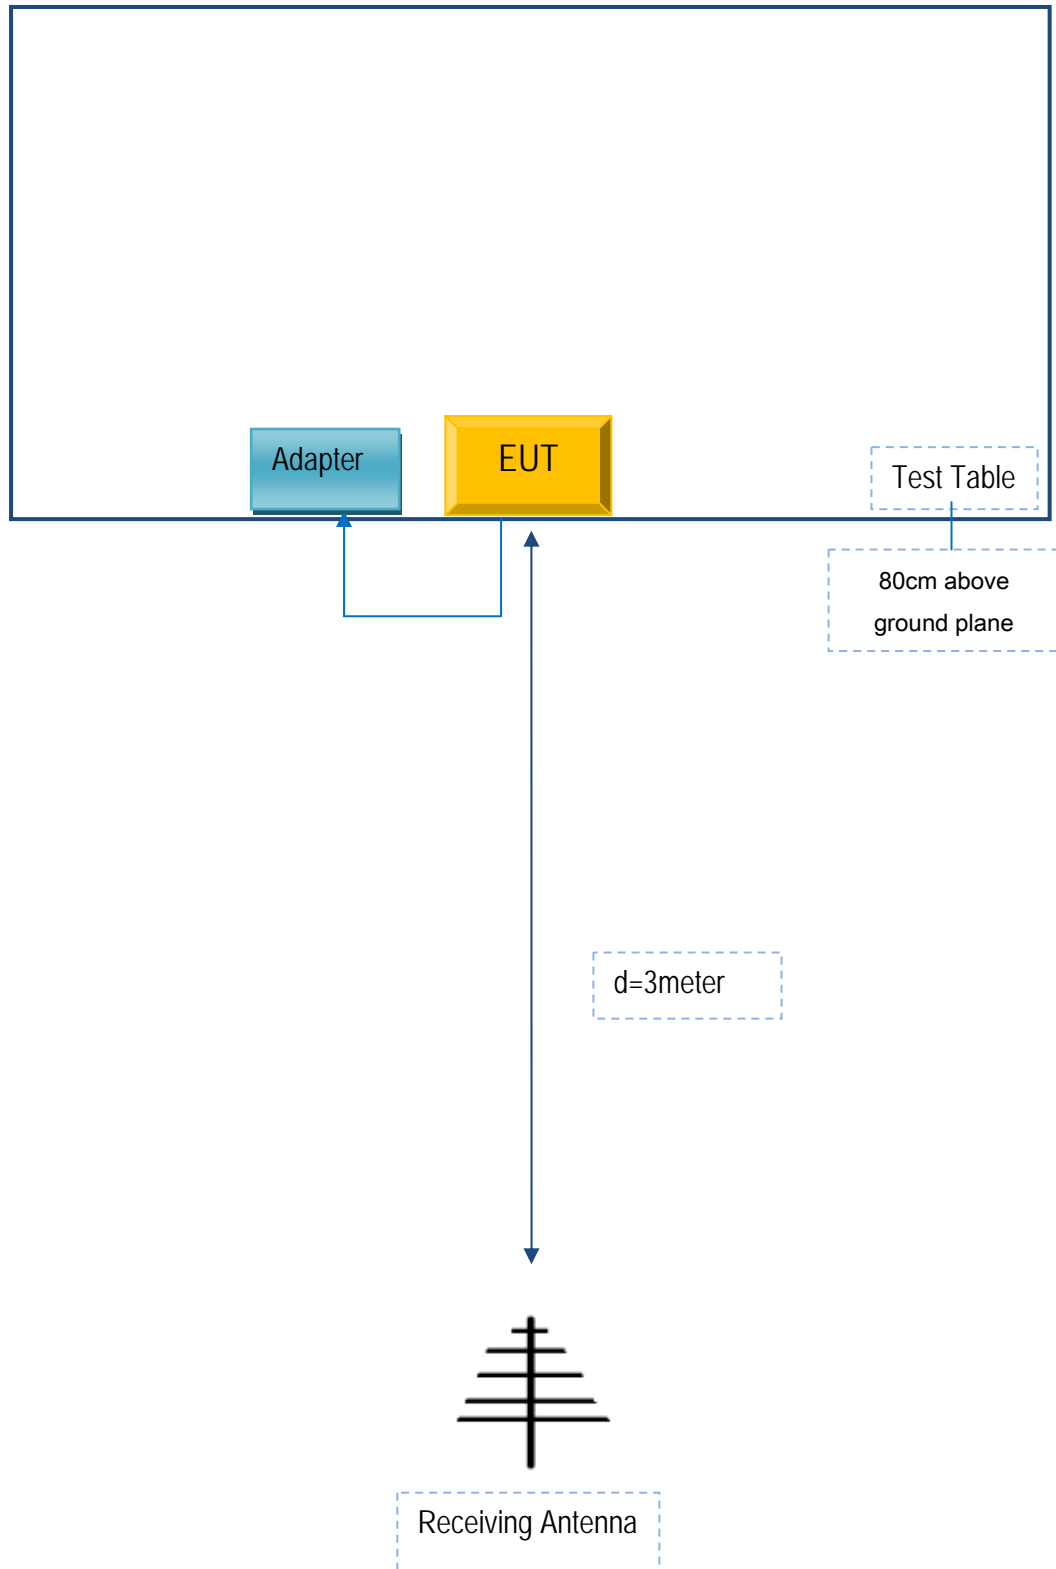 Adapter
EUT
Test Table
80cm above
ground plane
d=3meter
Receiving Antenna